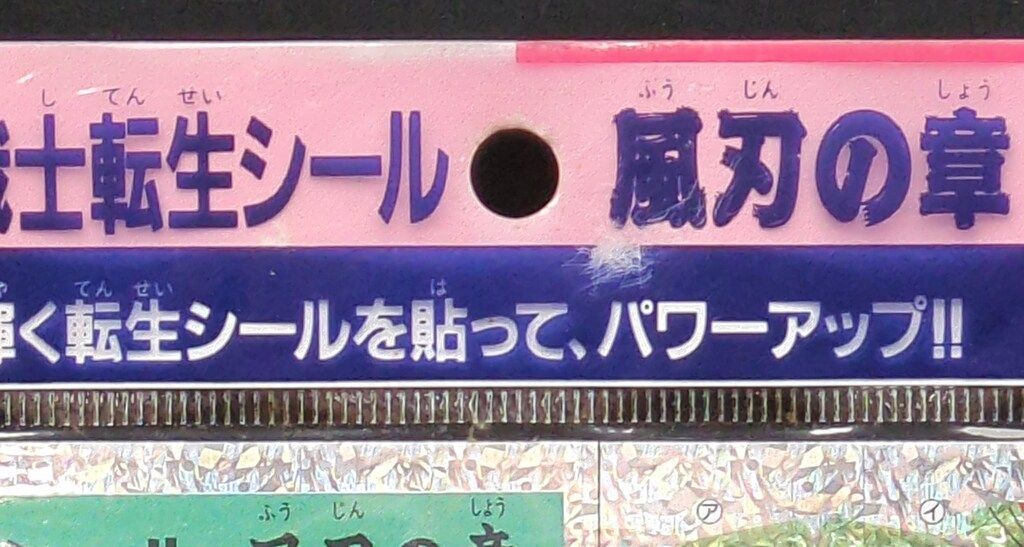 し てん せい
士転生シール
ふう じん しょう
風刃の章
てん せい は
く転生シールを貼って、パワーアップ!!
ふう じん しょう
ア
イ